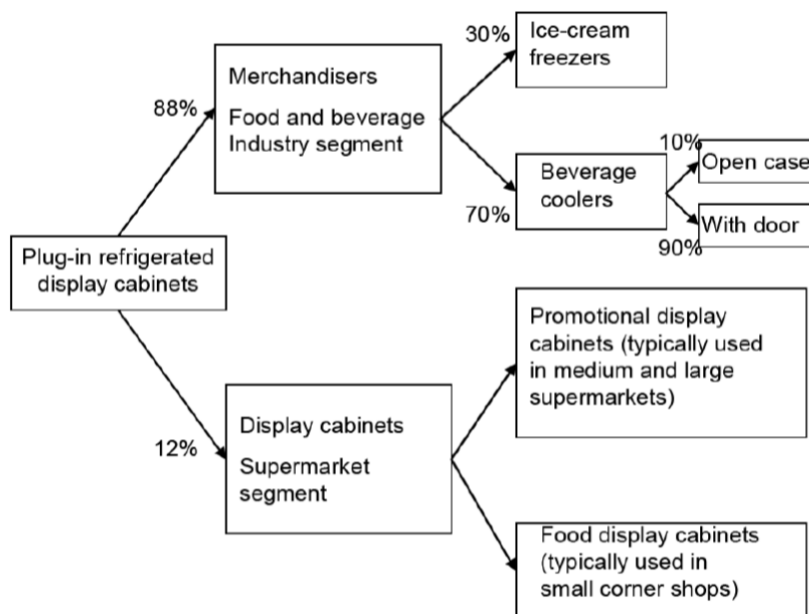 30%
Ice-cream
freezers
Merchandisers
Food and beverage
Industry segment
88%
10%
Open case
Beverage
coolers
70%
With door
90%
Plug-in refrigerated
display cabinets
Promotional display
cabinets (typically used
in medium and large
supermarkets)
12%
Display cabinets
Supermarket
segment
Food display cabinets
(typically used in
small corner shops)